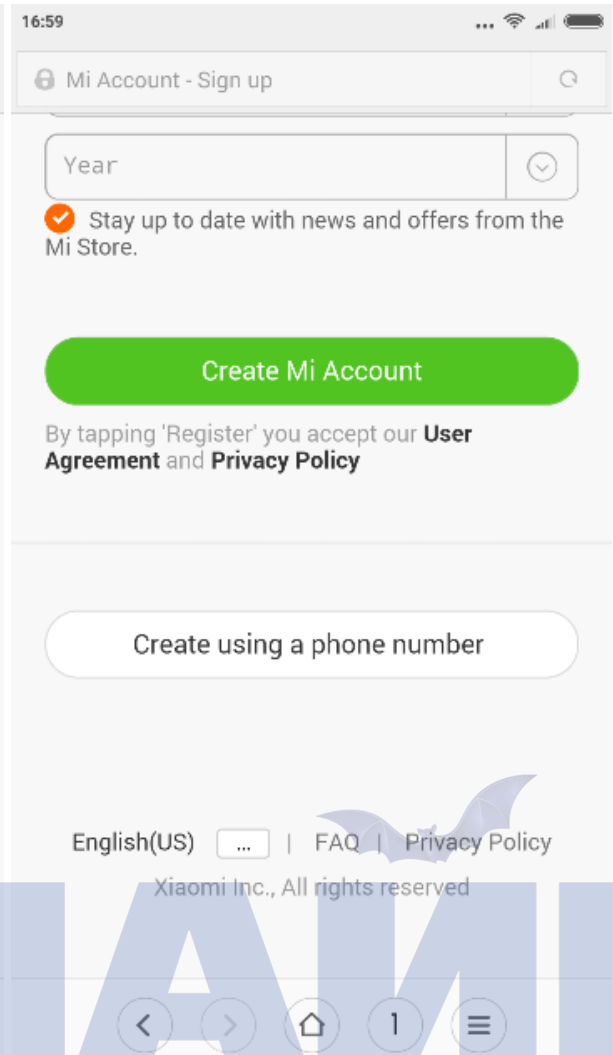 16:59
Mi Account - Sign up
Year
Stay up to date with news and offers from the
Mi Store.
Create Mi Account
By tapping 'Register' you accept our User
Agreement and Privacy Policy
Create using a phone number
English(US) ... | FAQ | Privacy Policy
Xiaomi Inc., All rights reserved
1